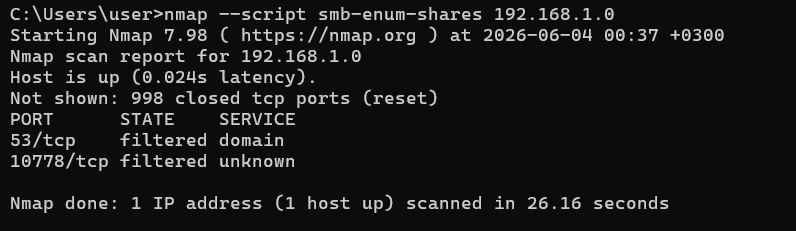 C:\Users\user>nmap --script smb-enum-shares 192.168.1.0
Starting Nmap 7.98 ( https://nmap.org ) at 2026-06-04 00:37 +0300
Nmap scan report for 192.168.1.0
Host is up (0.024s latency).
Not shown: 998 closed tcp ports (reset)
PORT      STATE    SERVICE
53/tcp    filtered domain
10778/tcp filtered unknown
Nmap done: 1 IP address (1 host up) scanned in 26.16 seconds